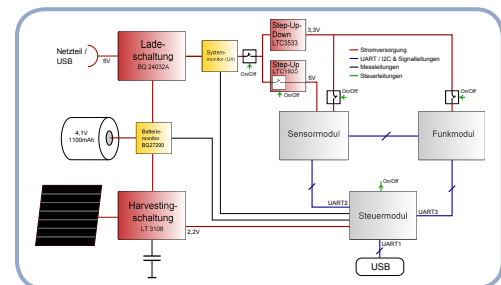 Netzteil /
USB
5V
Lade-
schaltung
BQ 24032A
System-
monitor (U/I)
On/Off
Step-Up-
Down
LTC3533
3,3V
Step-Up
On/Off
5V
Stromversorgung
UART / I2C & Signalleitungen
Messleitungen
Steuerleitungen
On/Off
On/Off
4,1V
1100mAh
Batterie-
monitor
BQ27200
Sensormodul
Funkmodul
Harvesting-
schaltung
LT 3108
2,2V
On/Off
UART2
Steuermodul
UART3
UART1
USB